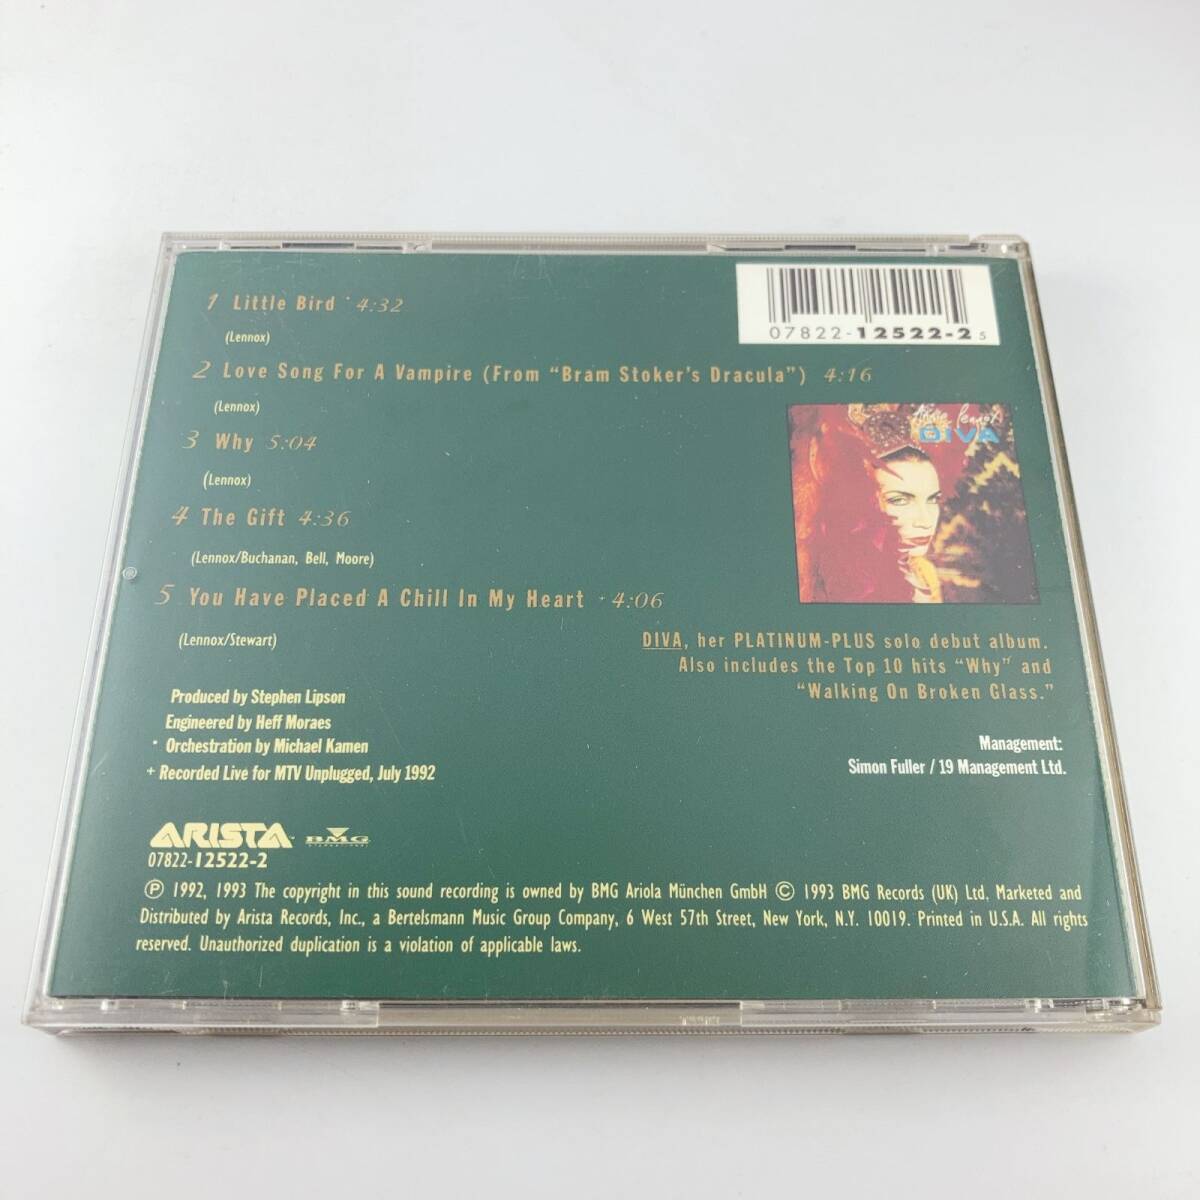 1 Little Bird * 4:32
(Lennox)
2 Love Song For A Vampire (From “Bram Stoker's Dracula”) 4:16
(Lennox)
3 Why 5:04
(Lennox)
4 The Gift 4:36
(Lennox/Buchanan, Bell, Moore)
5 You Have Placed A Chill In My Heart + 4:06
(Lennox/Stewart)
Produced by Stephen Lipson
Engineered by Heff Moraes
* Orchestration by Michael Kamen
+ Recorded Live for MTV Unplugged, July 1992
07822-12522-2 5
Annie Lennox
DIVA
DIVA, her PLATINUM-PLUS solo debut album.
Also includes the Top 10 hits “Why” and
“Walking On Broken Glass.”
Management:
Simon Fuller / 19 Management Ltd.
ARISTA BMG
07822-12522-2
Ⓟ 1992, 1993 The copyright in this sound recording is owned by BMG Ariola München GmbH © 1993 BMG Records (UK) Ltd. Marketed and
Distributed by Arista Records, Inc., a Bertelsmann Music Group Company, 6 West 57th Street, New York, N.Y. 10019. Printed in U.S.A. All rights
reserved. Unauthorized duplication is a violation of applicable laws.